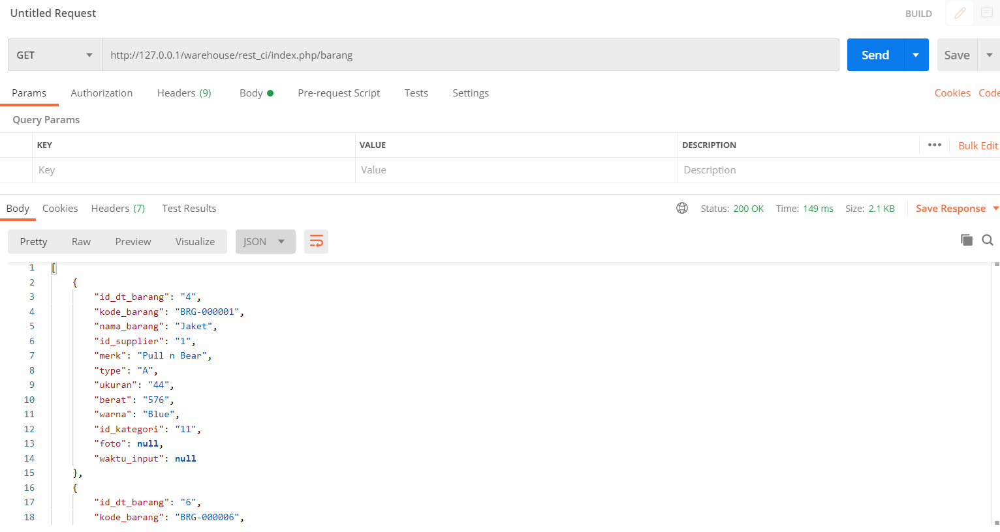 Untitled Request
BUILD
GET
http://127.0.0.1/warehouse/rest_ci/index.php/barang
Send
Save
Params Authorization Headers (9) Body Pre-request Script Tests Settings
Cookies Code
Query Params
KEY VALUE DESCRIPTION
Bulk Edit
Key Value Description
Body Cookies Headers (7) Test Results
Status: 200 OK Time: 149 ms Size: 2.1 KB
Save Response
Pretty Raw Preview Visualize JSON
1 [
2 {
3 "id_dt_barang": "4",
4 "kode_barang": "BRG-000001",
5 "nama_barang": "Jaket",
6 "id_supplier": "1",
7 "merk": "Pull n Bear",
8 "type": "A",
9 "ukuran": "44",
10 "berat": "576",
11 "warna": "Blue",
12 "id_kategori": "11",
13 "foto": null,
14 "waktu_input": null
15 },
16 {
17 "id_dt_barang": "6",
18 "kode_barang": "BRG-000006",